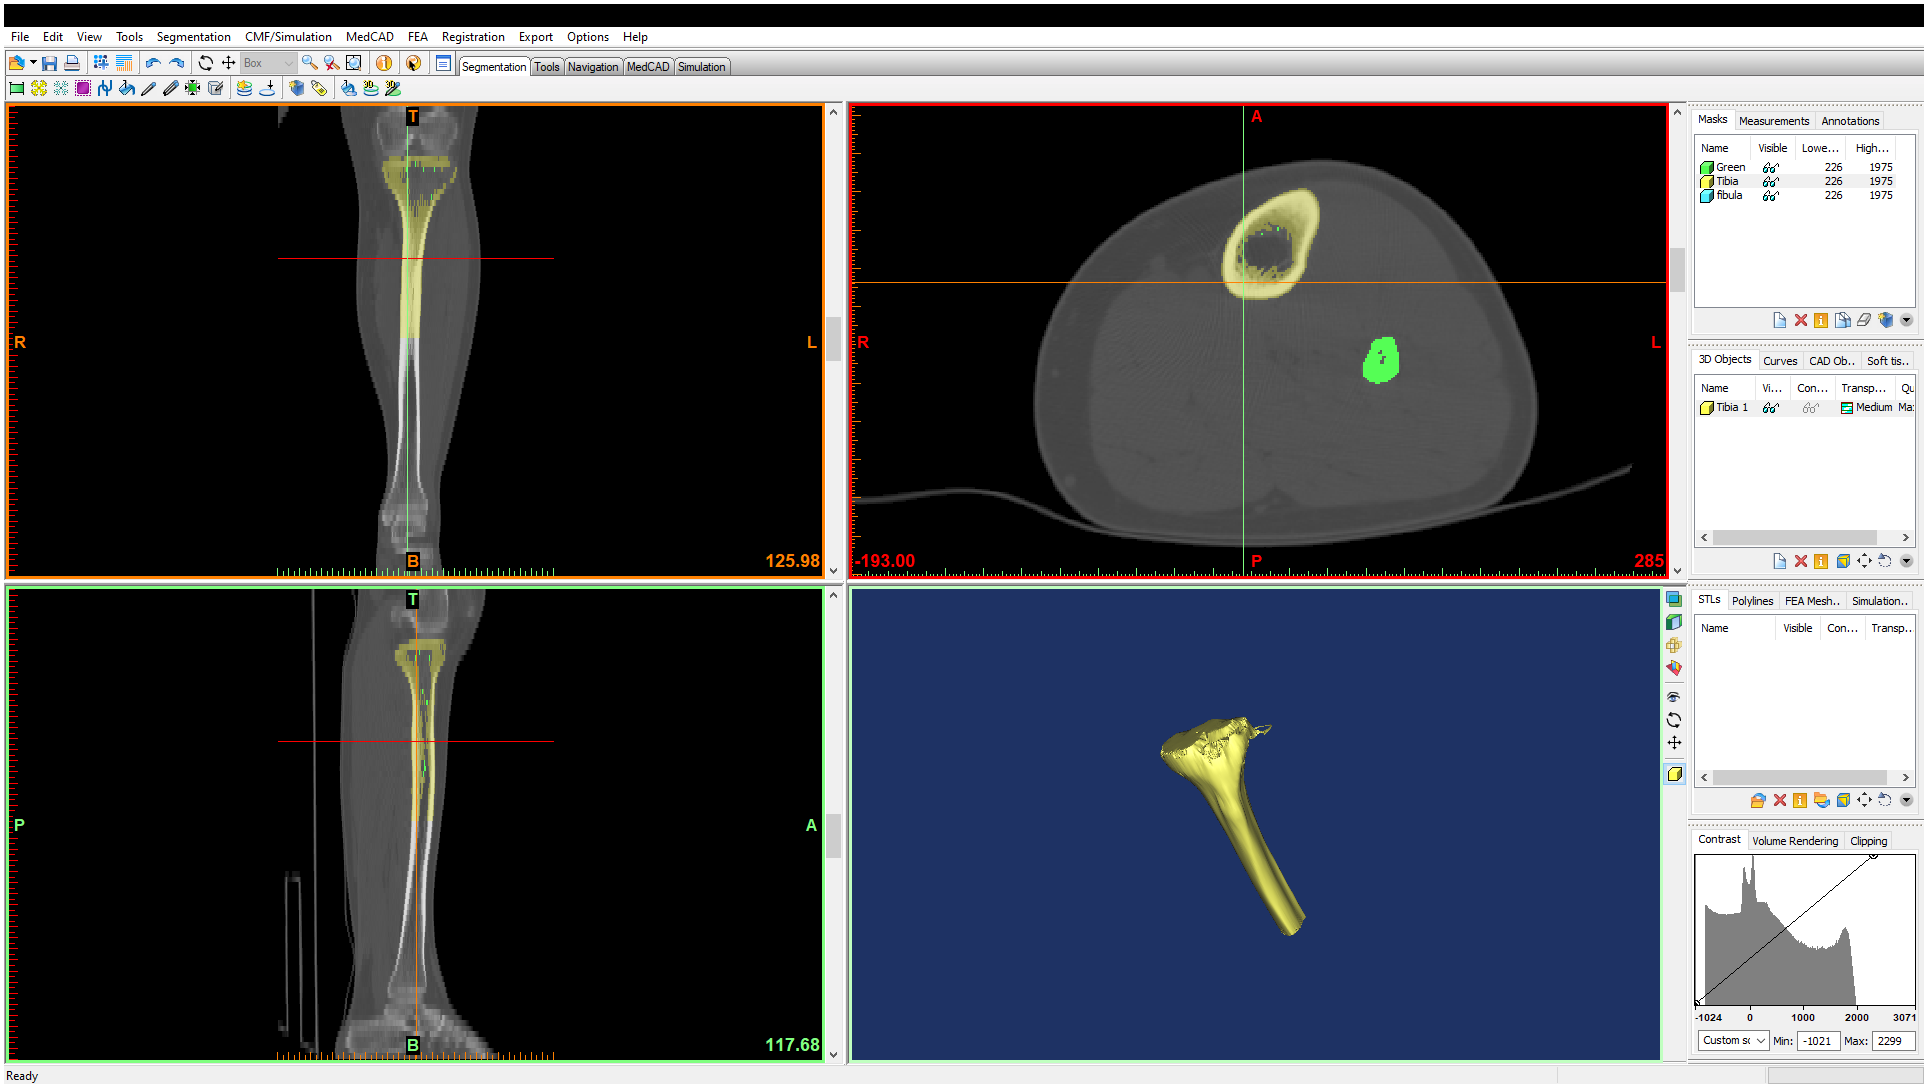 File Edit View Tools Segmentation CMF/Simulation MedCAD FEA Registration Export Options Help
Box Segmentation Tools Navigation MedCAD Simulation
T
R
L
B
125.98
A
R
L
-193.00
P
285
T
P
A
B
117.68
Masks Measurements Annotations
Name Visible Lowe... High...
Green 226 1975
Tibia 226 1975
fibula 226 1975
3D Objects Curves CAD Ob.. Soft tis..
Name Vi... Con... Transp... Qu
Tibia 1 Medium Ma
STLs Polylines FEA Mesh.. Simulation..
Name Visible Con... Transp..
Contrast Volume Rendering Clipping
-1024 0 1000 2000 3071
Custom sc Min: -1021 Max: 2299
Ready